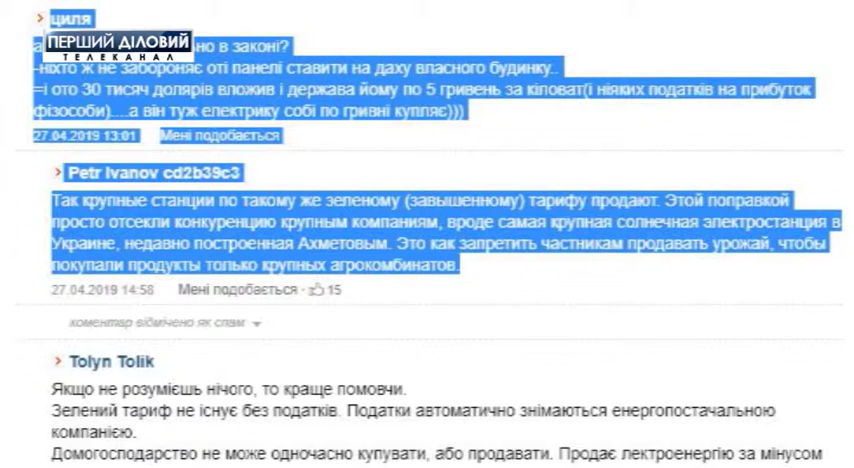 циля
ПЕРШИЙ ДІЛОВИЙ
ТЕЛЕКАНАЛ
но в законі?
-ніхто ж не забороняє оті панелі ставити на даху власного будинку..
=і ото 30 тисяч долярів вложив і держава йому по 5 гривень за кіловат(і ніяких податків на прибуток
фізособи)....а він туж електрику собі по гривні купляє)))
27.04.2019 13:01 Мені подобається
Petr Ivanov cd2b39c3
Так крупные станции по такому же зеленому (завышенному) тарифу продают. Этой поправкой
просто отсекли конкуренцию крупным компаниям, вроде самая крупная солнечная электростанция в
Украине, недавно построенная Ахметовым. Это как запретить частникам продавать урожай, чтобы
покупали продукты только крупных агрокомбинатов.
27.04.2019 14:58 Мені подобається · 15
коментар відмічено як спам
Tolyn Tolik
Якщо не розумієшь нічого, то краще помовчи.
Зелений тариф не існує без податків. Податки автоматично знімаються енергопостачальною
компанією.
Домогосподарство не може одночасно купувати, або продавати. Продає лектроенергію за мінусом